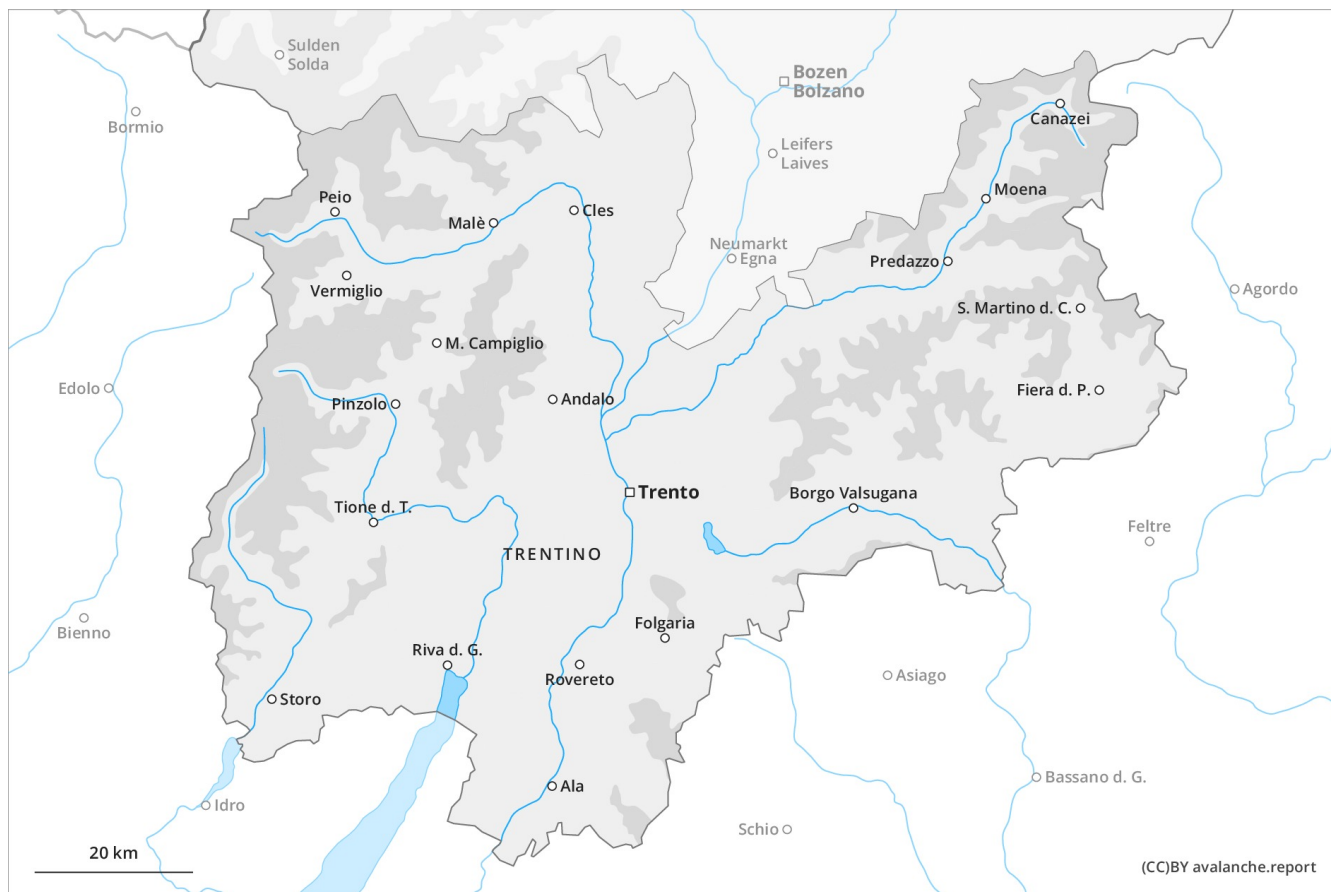 Sulden
Solda
Bormio
Bozen
Bolzano
Leifers
Laives
Canazei
Moena
Peio
Malè
Cles
Neumarkt
Egna
Predazzo
Vermiglio
Agordo
S. Martino d. C.
M. Campiglio
Edolo
Pinzolo
Andalo
Fiera d. P.
Trento
Borgo Valsugana
Tione d. T.
Feltre
TRENTINO
Bienno
Folgaria
Riva d. G.
Rovereto
Asiago
Storo
Bassano d. G.
Ala
Idro
Schio
20 km
(CC)BY avalanche.report